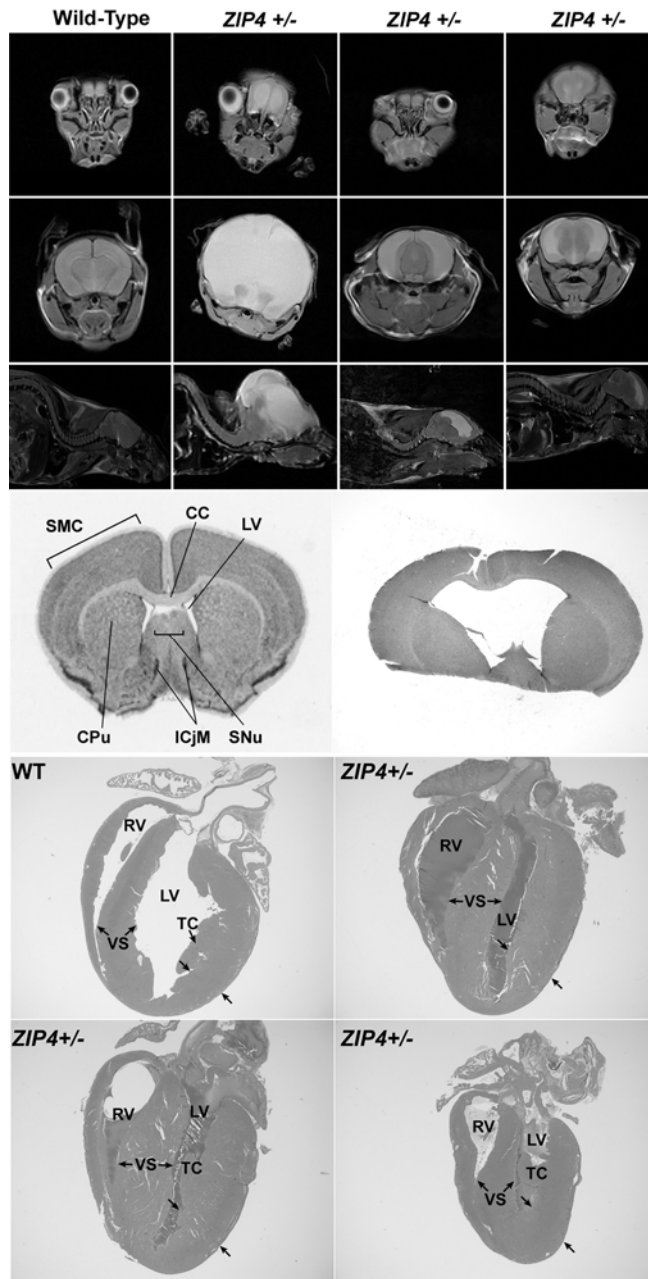 Wild-Type ZIP4 +/- ZIP4 +/- ZIP4 +/-
SMC CC LV
CPu ICjM SNu
WT ZIP4+/-
RV RV
LV VS
TC LV
VS
ZIP4+/- ZIP4+/-
RV LV RV LV
VS TC TC
VS